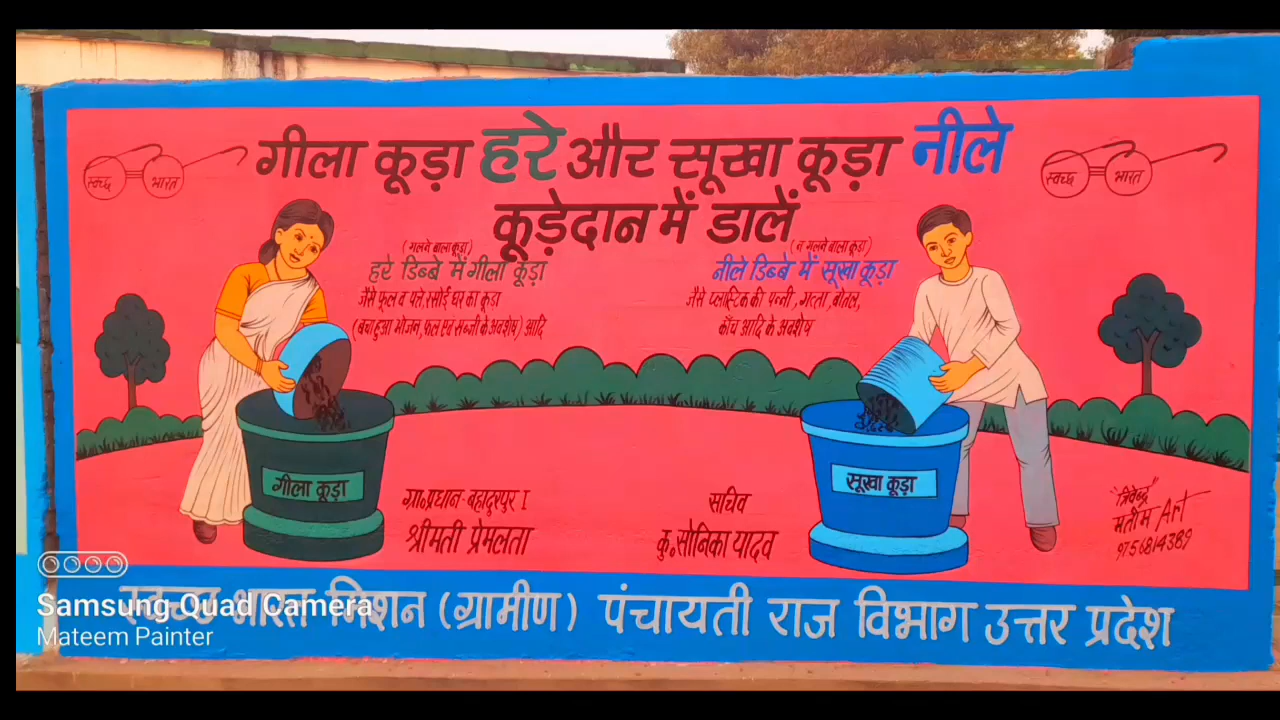 गीला कूड़ा हरे और सूखा कूड़ा नीले
कूड़ेदान में डालें
स्वच्छ भारत
स्वच्छ भारत
(गलने वाला कूड़ा)
हरे डिब्बे में गीला कूड़ा
जैसे फूल व पत्ते, रसोई घर का कूड़ा
(बचा हुआ भोजन, फल एवं सब्जी के अवशेष) आदि
(न गलने वाला कूड़ा)
नीले डिब्बे में सूखा कूड़ा
जैसे प्लास्टिक की पन्नी, गत्ता, बोतल,
काँच आदि के अवशेष
गीला कूड़ा
सूखा कूड़ा
ग्रा०प्रधान- बहादुरपुर I
श्रीमती प्रेमलता
सचिव
कु०सोनिका यादव
मतीम Art
9756814389
स्वच्छ भारत मिशन (ग्रामीण) पंचायती राज विभाग उत्तर प्रदेश
Samsung Quad Camera
Mateem Painter